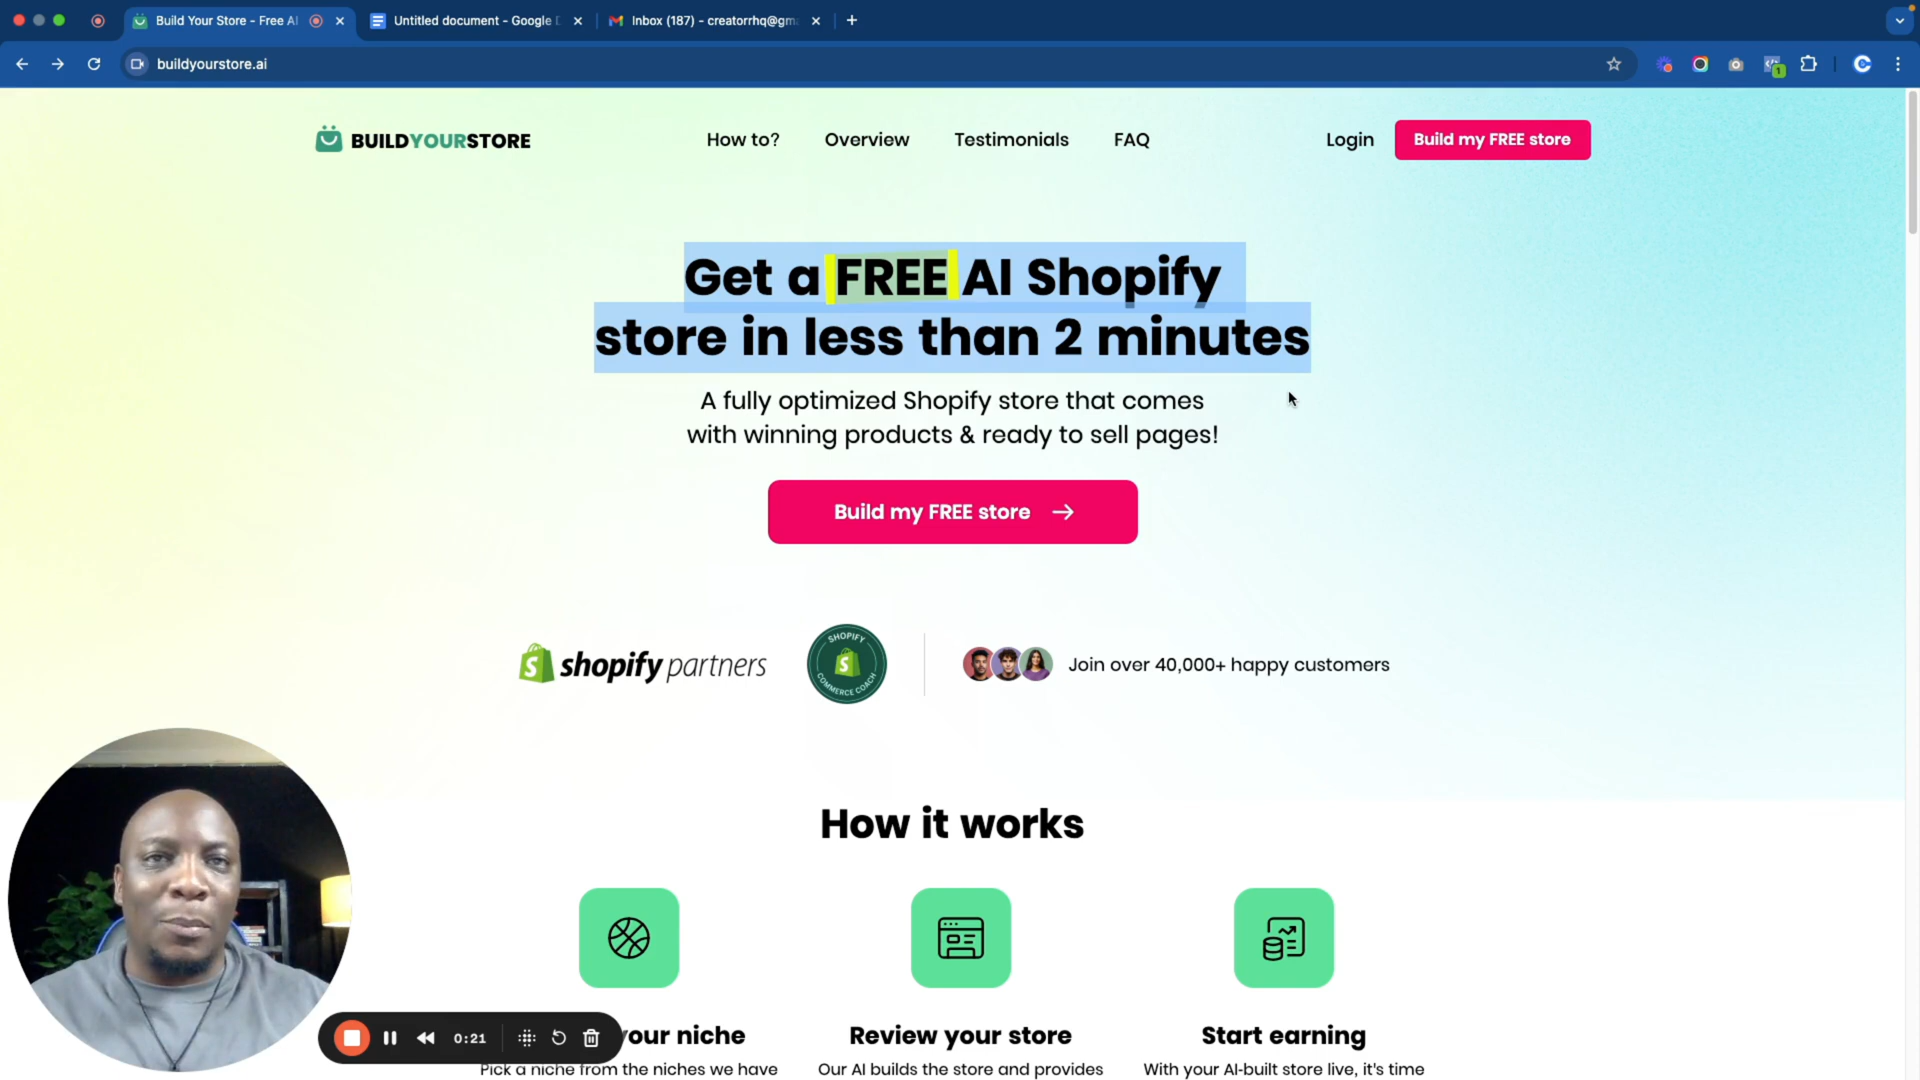 Build Your Store - Free AI
Untitled document - Google D
Inbox (187) - creatorrhq@gm
buildyourstore.ai
1
BUILDYOURSTORE
How to?
Overview
Testimonials
FAQ
Login
Build my FREE store
Get a FREE AI Shopify
store in less than 2 minutes
A fully optimized Shopify store that comes
with winning products & ready to sell pages!
Build my FREE store
shopify partners
SHOPIFY
COMMERCE COACH
Join over 40,000+ happy customers
How it works
your niche
Review your store
Start earning
Pick a niche from the niches we have
Our AI builds the store and provides
With your AI-built store live, it's time
0:21